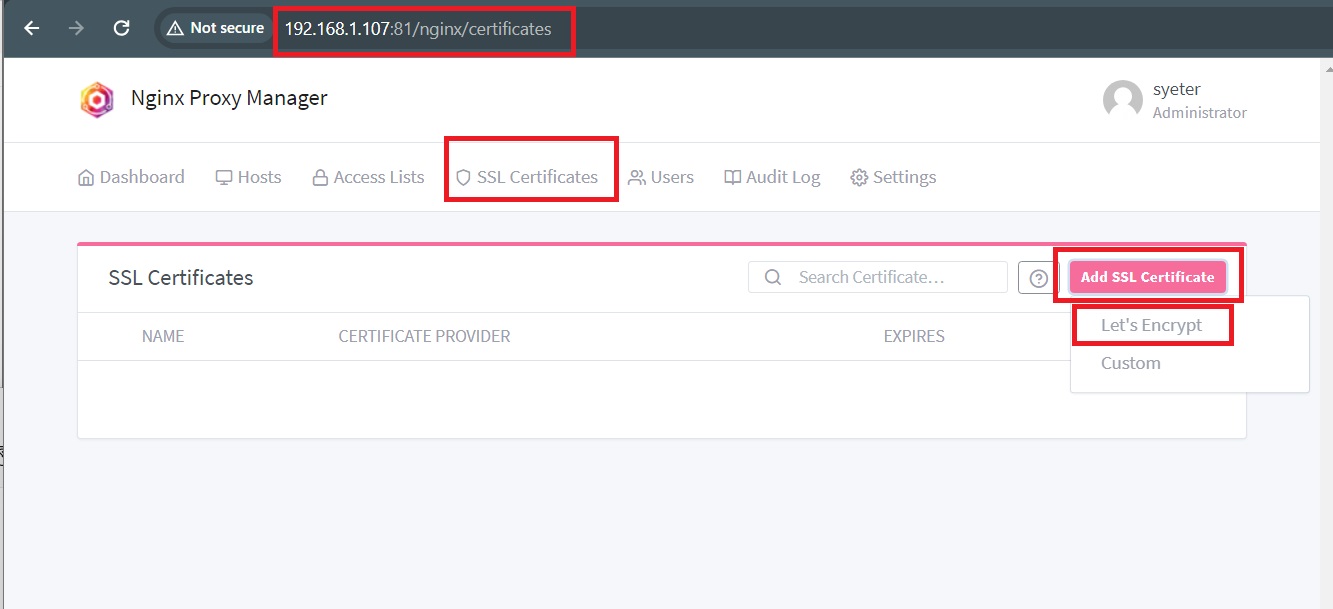 Not secure 192.168.1.107:81/nginx/certificates
Nginx Proxy Manager
syeter
Administrator
Dashboard Hosts Access Lists SSL Certificates Users Audit Log Settings
SSL Certificates Search Certificate... Add SSL Certificate
Let's Encrypt
Custom
NAME CERTIFICATE PROVIDER EXPIRES